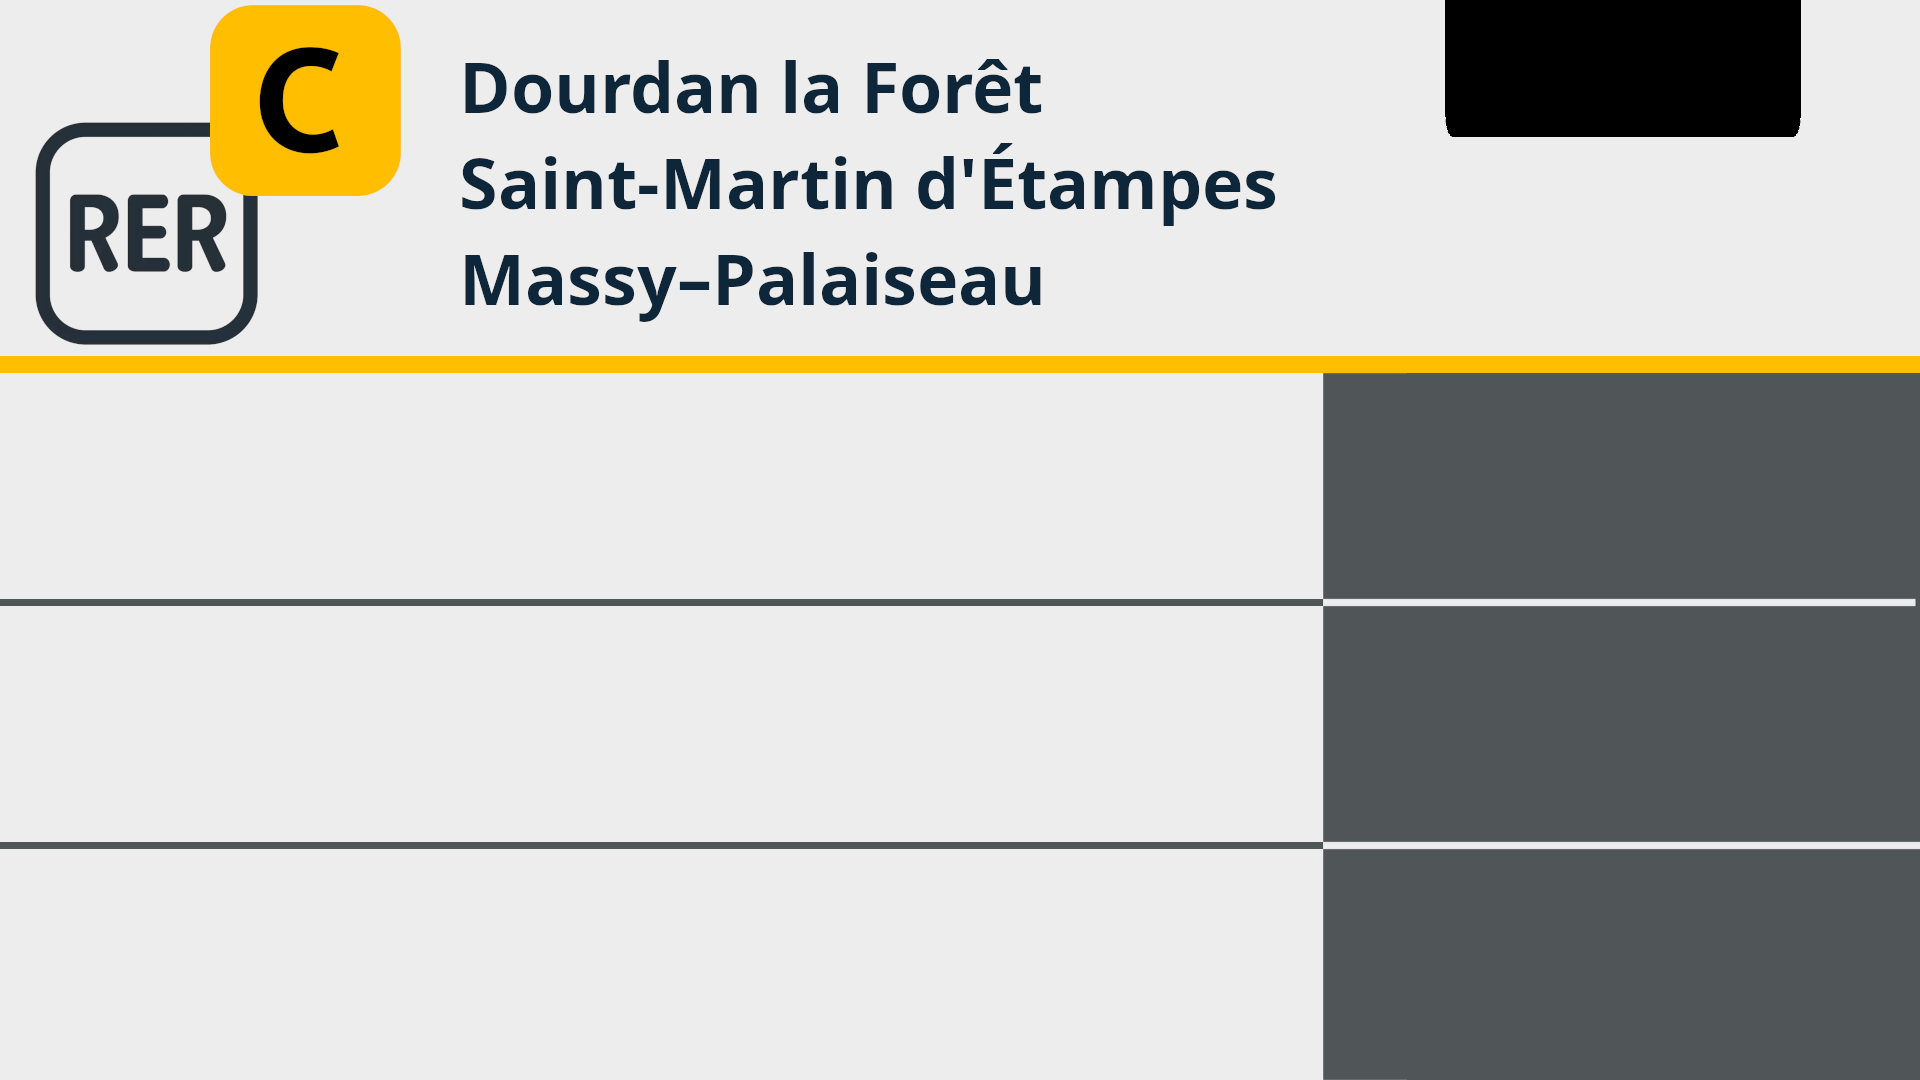 C
RER
Dourdan la Forêt
Saint-Martin d'Étampes
Massy–Palaiseau